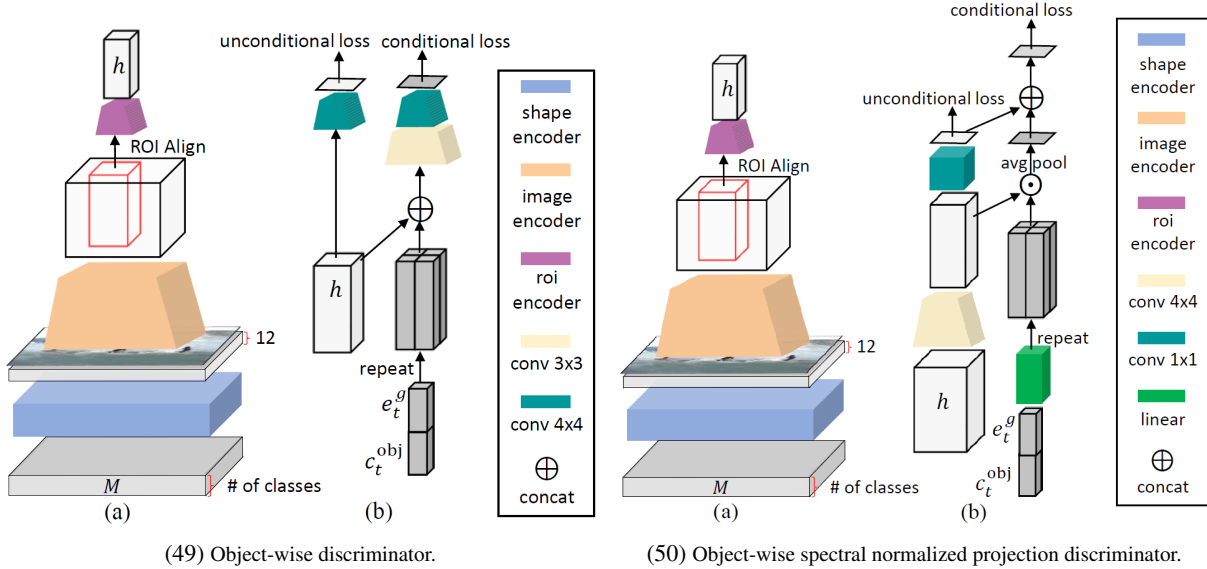 h
ROI Align
12
M
# of classes
(a)
unconditional loss
conditional loss
h
repeat
e_t^g
c_t^obj
(b)
shape
encoder
image
encoder
roi
encoder
conv 3x3
conv 4x4
concat
(49) Object-wise discriminator.
h
ROI Align
12
M
# of classes
(a)
conditional loss
unconditional loss
avg pool
repeat
h
e_t^g
c_t^obj
(b)
shape
encoder
image
encoder
roi
encoder
conv 4x4
conv 1x1
linear
concat
(50) Object-wise spectral normalized projection discriminator.